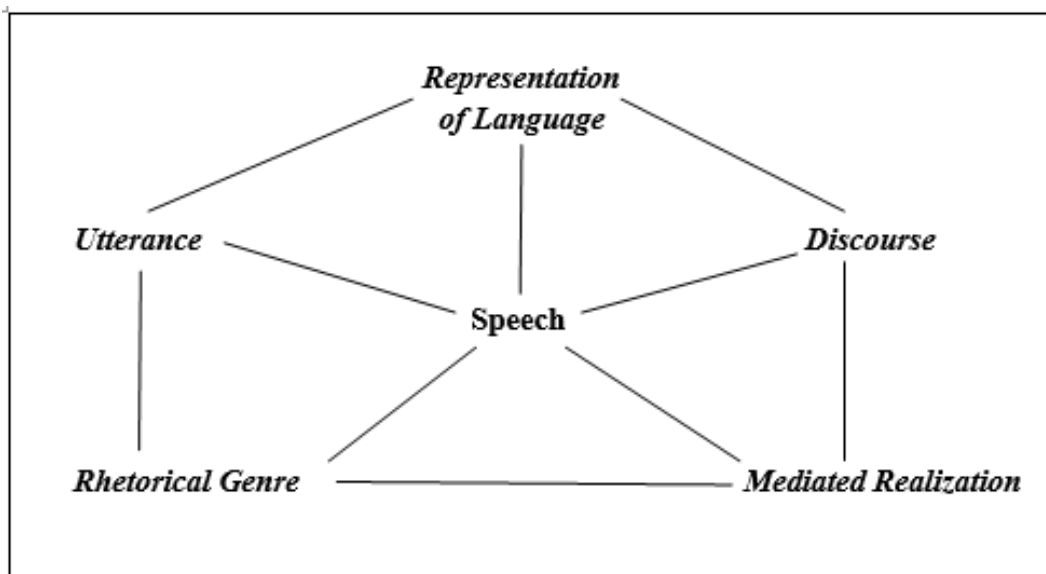 Representation
of Language
Utterance
Discourse
Speech
Rhetorical Genre
Mediated Realization